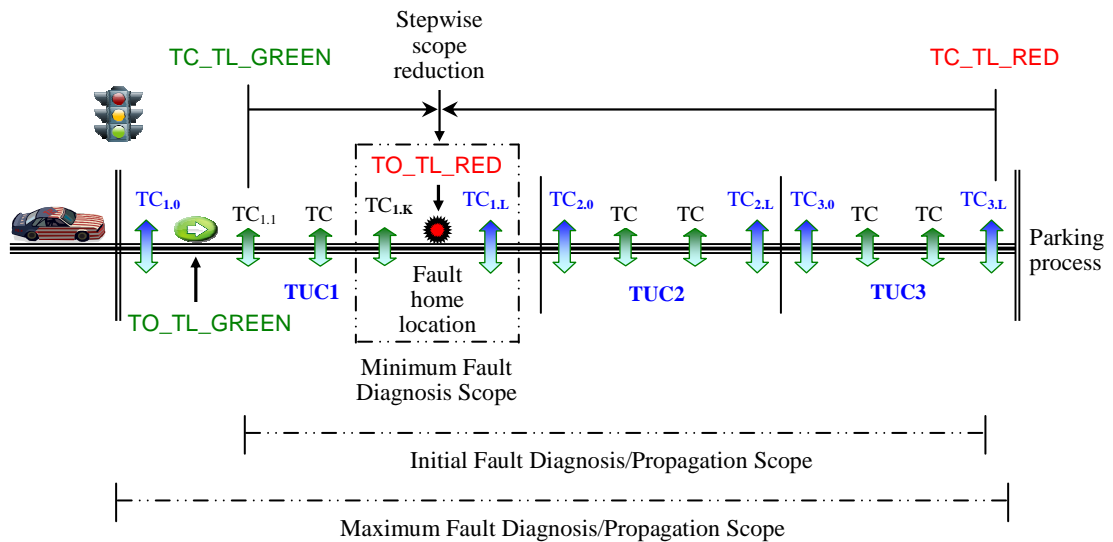 Stepwise
scope
reduction
TC_TL_GREEN
TC_TL_RED
TO_TL_RED
TC1.0
TC1.1
TC
TC1.K
TC1.L
TC2.0
TC
TC
TC2.L
TC3.0
TC
TC
TC3.L
Parking
process
TUC1
Fault
home
location
TUC2
TUC3
TO_TL_GREEN
Minimum Fault
Diagnosis Scope
Initial Fault Diagnosis/Propagation Scope
Maximum Fault Diagnosis/Propagation Scope